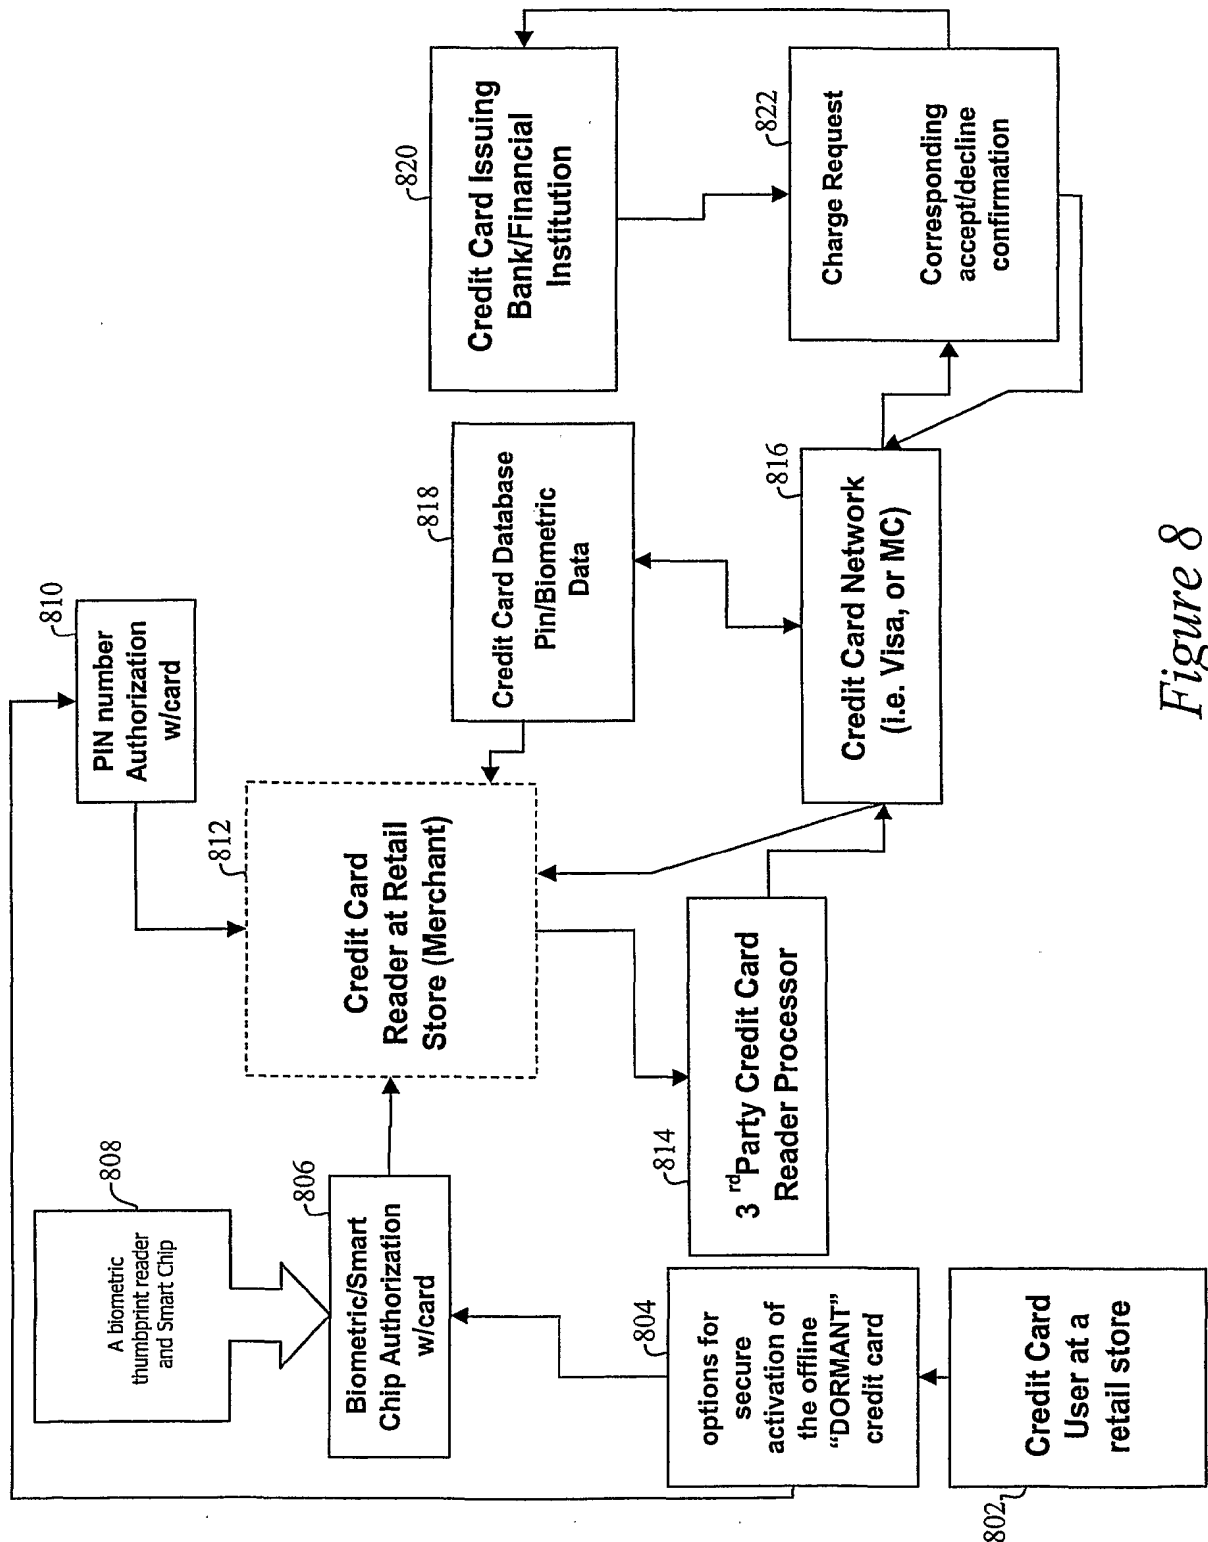 802
Credit Card
User at a
retail store
804
options for
secure
activation of
the offline
“DORMANT”
credit card
808
A biometric
thumbprint reader
and Smart Chip
806
Biometric/Smart
Chip Authorization
w/card
810
PIN number
Authorization
w/card
812
Credit Card
Reader at Retail
Store (Merchant)
814
3 rd Party Credit Card
Reader Processor
816
Credit Card Network
(i.e. Visa, or MC)
818
Credit Card Database
Pin/Biometric
Data
820
Credit Card Issuing
Bank/Financial
Institution
822
Charge Request
Corresponding
accept/decline
confirmation
Figure 8